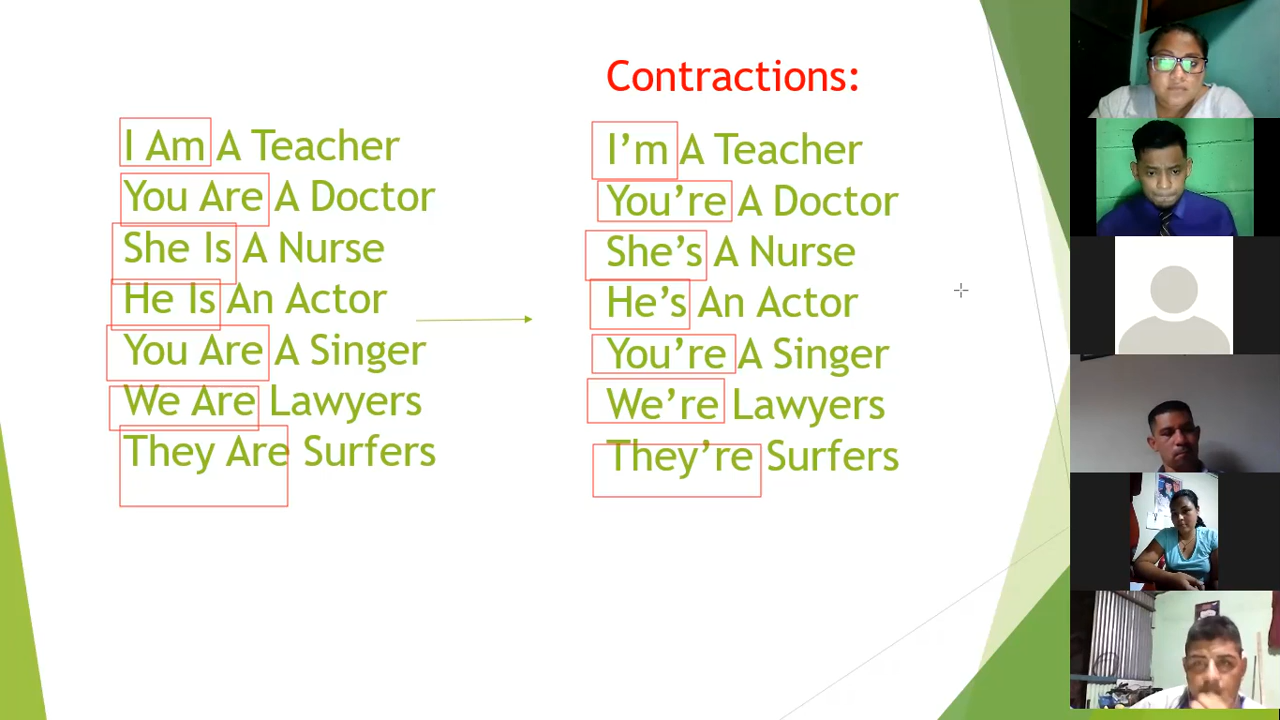 I Am A Teacher
You Are A Doctor
She Is A Nurse
He Is An Actor
You Are A Singer
We Are Lawyers
They Are Surfers
Contractions:
I’m A Teacher
You’re A Doctor
She’s A Nurse
He’s An Actor
You’re A Singer
We’re Lawyers
They’re Surfers